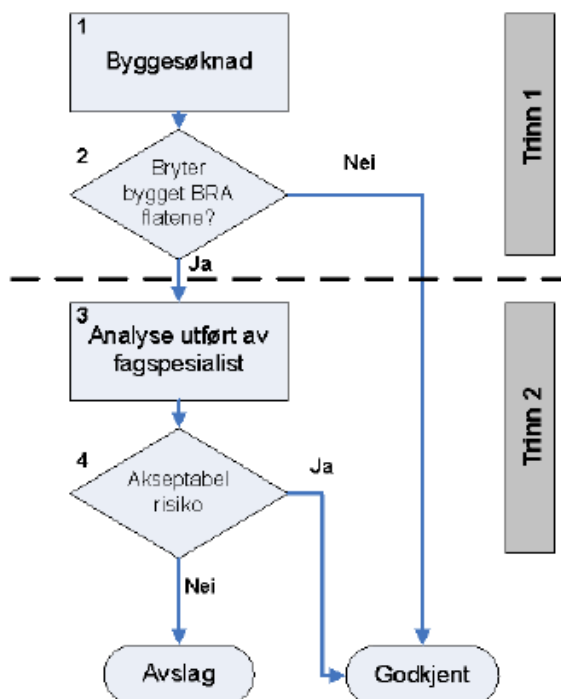 1
Byggesøknad
Trinn 1
2
Bryter
bygget BRA
flatene?
Nei
Ja
3
Analyse utført av
fagspesialist
Trinn 2
4
Akseptabel
risiko
Ja
Nei
Avslag
Godkjent